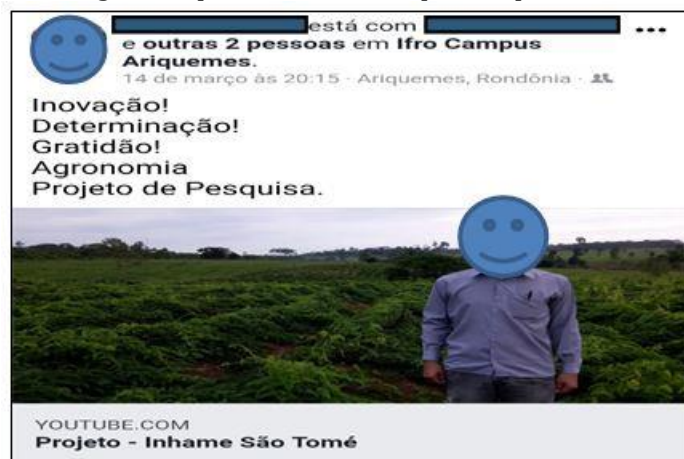 está com
e outras 2 pessoas em Ifro Campus
Ariquemes.
14 de março às 20:15 · Ariquemes, Rondônia ·
Inovação!
Determinação!
Gratidão!
Agronomia
Projeto de Pesquisa.
YOUTUBE.COM
Projeto - Inhame São Tomé